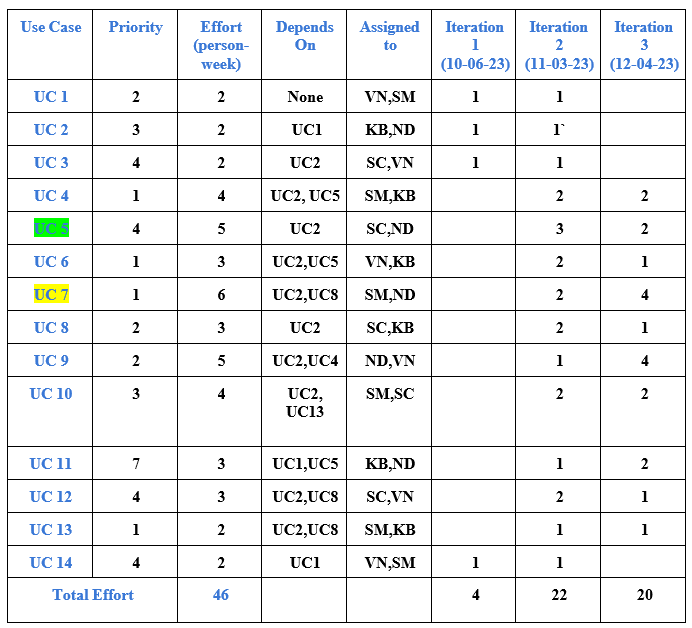 Use Case Priority Effort (person-week) Depends On Assigned to Iteration 1 (10-06-23) Iteration 2 (11-03-23) Iteration 3 (12-04-23)
UC 1 2 2 None VN,SM 1 1
UC 2 3 2 UC1 KB,ND 1 1`
UC 3 4 2 UC2 SC,VN 1 1
UC 4 1 4 UC2, UC5 SM,KB 2 2
UC 5 4 5 UC2 SC,ND 3 2
UC 6 1 3 UC2,UC5 VN,KB 2 1
UC 7 1 6 UC2,UC8 SM,ND 2 4
UC 8 2 3 UC2 SC,KB 2 1
UC 9 2 5 UC2,UC4 ND,VN 1 4
UC 10 3 4 UC2, UC13 SM,SC 2 2
UC 11 7 3 UC1,UC5 KB,ND 1 2
UC 12 4 3 UC2,UC8 SC,VN 2 1
UC 13 1 2 UC2,UC8 SM,KB 1 1
UC 14 4 2 UC1 VN,SM 1 1
Total Effort 46 4 22 20